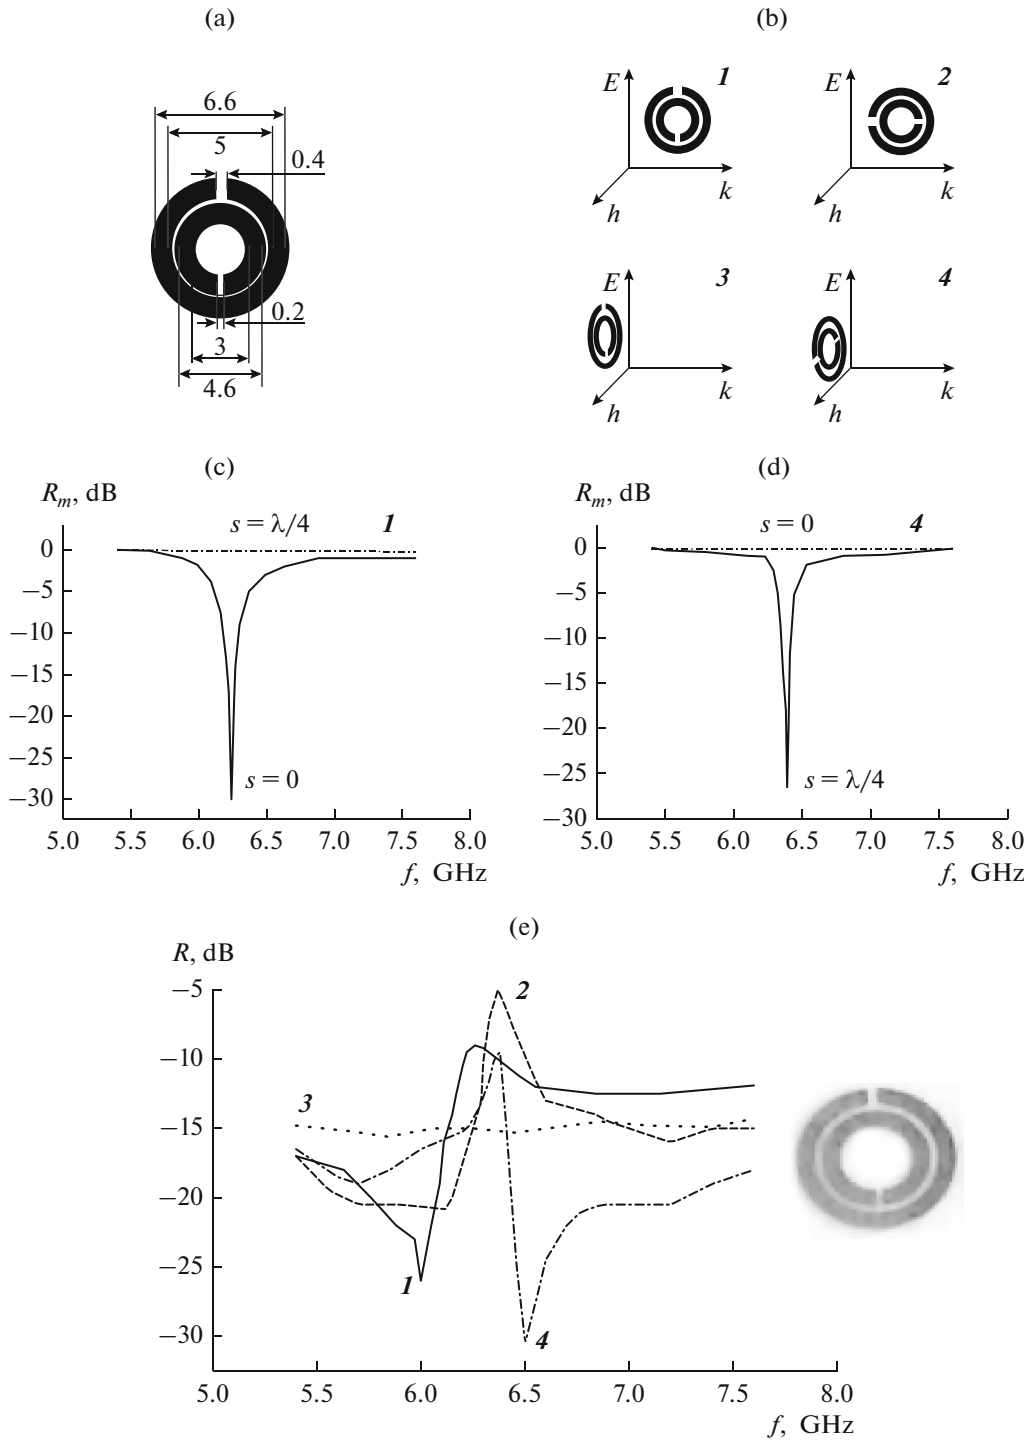 (a)
6.6
5
0.4
0.2
3
4.6
(b)
E
1
k
h
E
2
k
h
E
3
k
h
E
4
k
h
(c)
R_m, dB
s = λ/4
1
0
−5
−10
−15
−20
−25
−30
s = 0
5.0 5.5 6.0 6.5 7.0 7.5 8.0
f, GHz
(d)
R_m, dB
s = 0
4
0
−5
−10
−15
−20
−25
−30
s = λ/4
5.0 5.5 6.0 6.5 7.0 7.5 8.0
f, GHz
(e)
R, dB
−5
2
−10
3
−15
−20
−25
1
−30
4
5.0 5.5 6.0 6.5 7.0 7.5 8.0
f, GHz